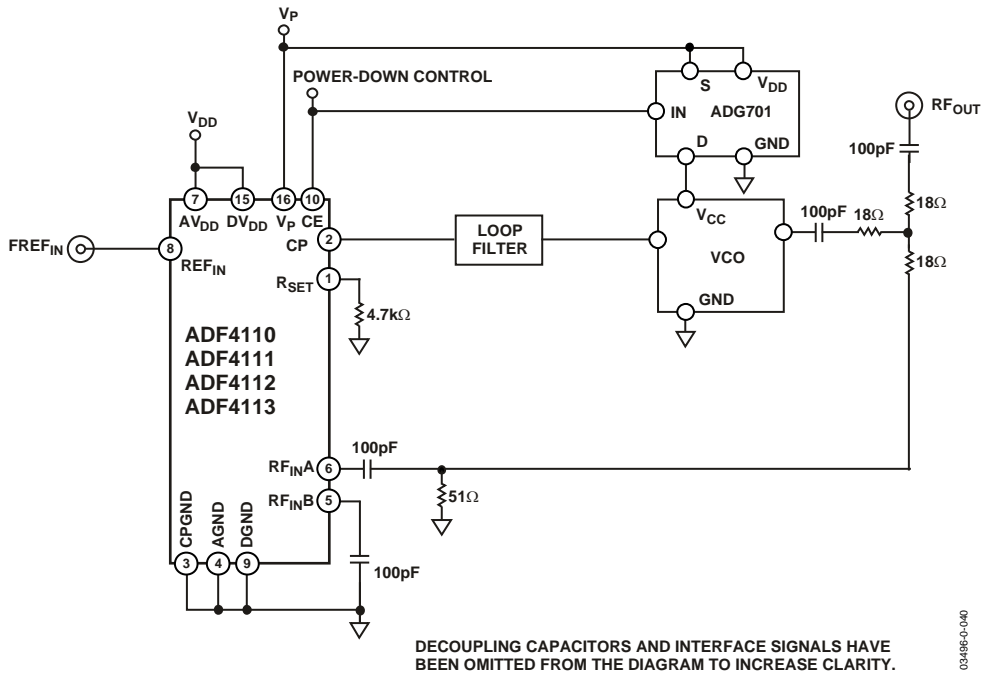 VP
POWER-DOWN CONTROL
VDD
S
VDD
IN
ADG701
D
GND
RFOUT
100pF
18Ω
7
15
16
10
AVDD
DVDD
VP
CE
CP
2
LOOP
FILTER
VCC
VCO
GND
100pF
18Ω
18Ω
FREFIN
8
REFIN
RSET
1
4.7kΩ
ADF4110
ADF4111
ADF4112
ADF4113
100pF
RFINA
6
RFINB
5
51Ω
CPGND
AGND
DGND
3
4
9
100pF
DECOUPLING CAPACITORS AND INTERFACE SIGNALS HAVE
BEEN OMITTED FROM THE DIAGRAM TO INCREASE CLARITY.
03496-0-040